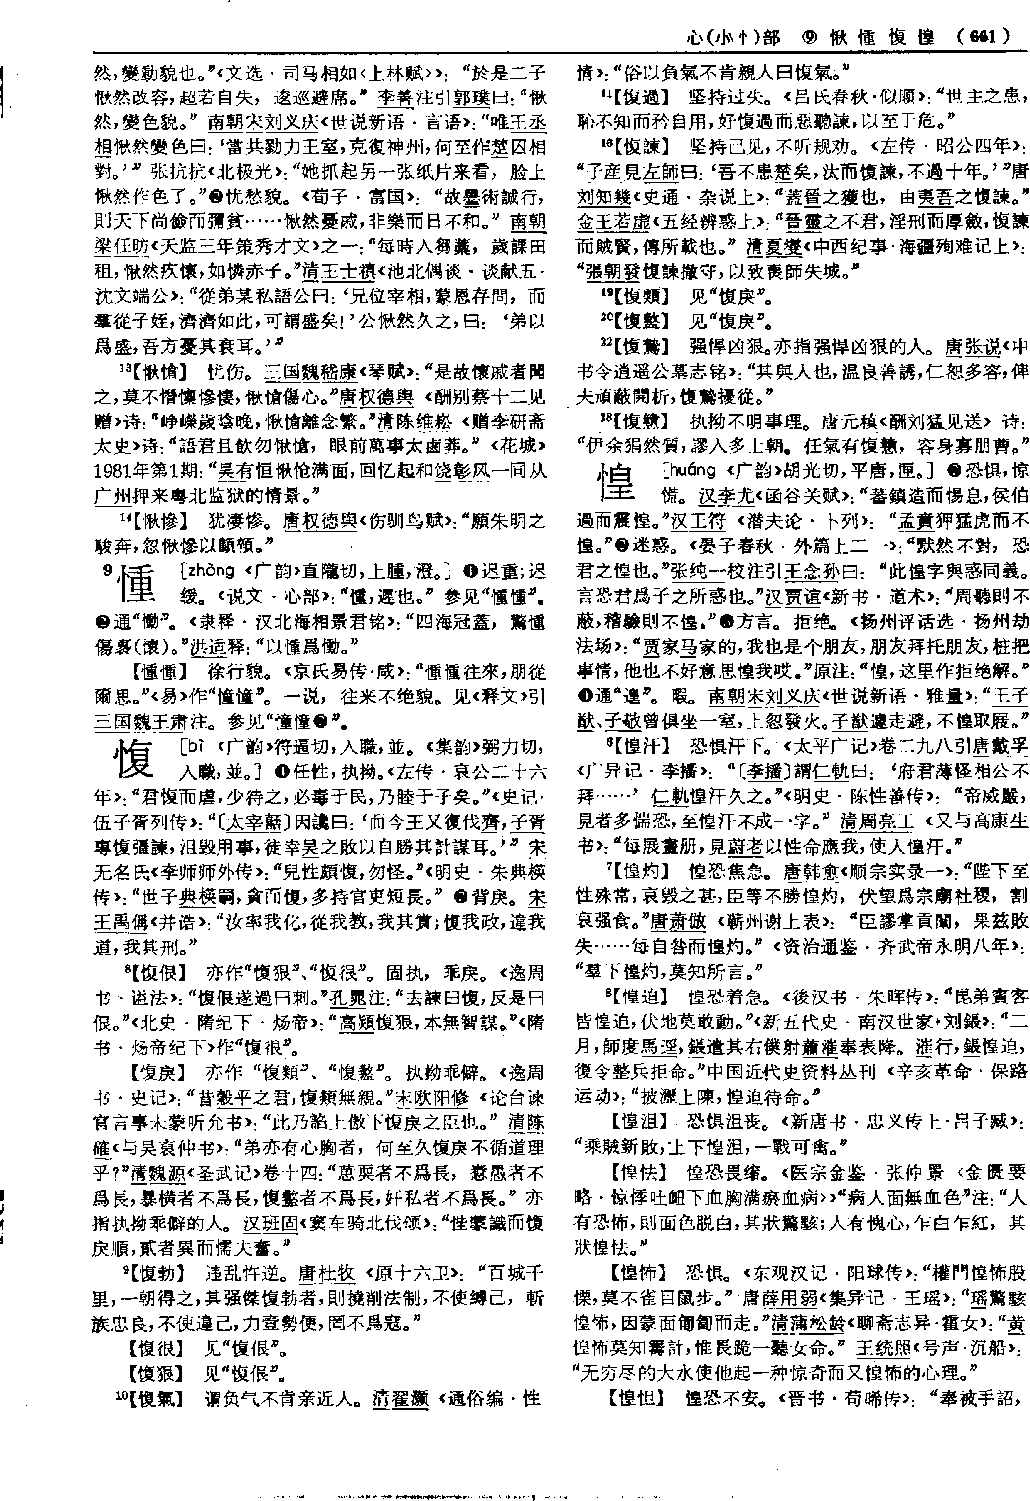 心(小忄)部 ⑨ 愀 𢝆 愎 惶 (661)
然,變動貌也。”《文选·司马相如〈上林赋〉》:“於是二子
愀然改容,超若自失,逡巡避席。”李善注引郭璞曰:“愀
然,變色貌。”南朝宋刘义庆《世说新语·言语》:“唯王丞
相愀然變色曰:‘當共勠力王室,克復神州,何至作楚囚相
對。’”张抗抗《北极光》:“她抓起另一张纸片来看,脸上
愀然作色了。”❷忧愁貌。《荀子·富国》:“故墨術誠行,
則天下尚儉而彌貧……愀然憂戚,非樂而日不和。”南朝
梁任昉《天监三年策秀才文》之一:“每時入芻藁,歲課田
租,愀然疚懷,如憐赤子。”清王士禛《池北偶谈·谈献五·
沈文端公》:“從弟某私語公曰:‘兄位宰相,蒙恩存問,而
羣從子姪,濟濟如此,可謂盛矣!’公愀然久之,曰:‘弟以
爲盛,吾方憂其衰耳。’”
13【愀愴】 忧伤。三国魏嵇康《琴赋》:“是故懷戚者聞
之,莫不憯懍慘悽,愀愴傷心。”唐权德舆《酬别蔡十二见
赠》诗:“崢嶸歲陰晚,愀愴離念繁。”清陈维崧《赠李研斋
太史》诗:“語君且飲勿愀愴,眼前萬事太鹵莽。”《花城》
1981年第1期:“吴有恒愀怆满面,回忆起和饶彰风一同从
广州押来粤北监狱的情景。”
14【愀慘】 犹凄惨。唐权德舆《伤驯鸟赋》:“願朱明之
駿奔,忽愀慘以顑頷。”
9 𢝆 [zhòng 《广韵》直隴切,上腫,澄。] ❶迟重;迟
缓。《说文·心部》:“𢝆,遲也。”参见“𢝆𢝆”。
❷通“慟”。《隶释·汉北海相景君铭》:“四海冠蓋,驚𢝆
傷褱(懷)。”洪适释:“以𢝆爲慟。”
【𢝆𢝆】 徐行貌。《京氏易传·咸》:“𢝆𢝆往來,朋從
爾思。”《易》作“憧憧”。一说,往来不绝貌。见《释文》引
三国魏王肃注。参见“憧憧❷”。
愎 [bì 《广韵》符逼切,入職,並。《集韵》弼力切,
入職,並。] ❶任性,执拗。《左传·哀公二十六
年》:“君愎而虐,少待之,必毒于民,乃睦于子矣。”《史记·
伍子胥列传》:“〔太宰嚭〕因讒曰:‘而今王又復伐齊,子胥
專愎彊諫,沮毀用事,徒幸吴之敗以自勝其計謀耳。’”宋
无名氏《李师师外传》:“兒性頗愎,勿怪。”《明史·朱典楧
传》:“世子典楧嗣,貪而愎,多持官吏短長。”❷背戾。宋
王禹偁《并诰》:“汝率我化,從我教,我其賞;愎我政,違我
道,我其刑。”
8【愎佷】 亦作“愎狠”、“愎很”。固执,乖戾。《逸周
书·谥法》:“愎佷遂過曰刺。”孔晁注:“去諫曰愎,反是曰
佷。”《北史·隋纪下·炀帝》:“高熲愎狠,本無智謀。”《隋
书·炀帝纪下》作“愎很”。
【愎戾】 亦作“愎類”、“愎盭”。执拗乖僻。《逸周
书·史记》:“昔穀平之君,愎類無親。”宋欧阳修《论台谏
官言事未蒙听允书》:“此乃諂上傲下愎戾之臣也。”清陈
確《与吴裒仲书》:“弟亦有心胸者,何至久愎戾不循道理
乎?”清魏源《圣武记》卷十四:“葸耎者不爲長,惷愚者不
爲長,暴横者不爲長,愎盭者不爲長,奸私者不爲長。”亦
指执拗乖僻的人。汉班固《窦车骑北伐颂》:“性蒙識而愎
戾順,貳者異而懦夫奮。”
9【愎勃】 违乱忤逆。唐杜牧《原十六卫》:“百城千
里,一朝得之,其强傑愎勃者,則撓削法制,不使縛己,斬
族忠良,不使違己,力壹勢便,罔不爲寇。”
【愎很】 见“愎佷”。
【愎狠】 见“愎佷”。
10【愎氣】 谓负气不肯亲近人。清翟灏《通俗编·性
情》:“俗以負氣不肯親人曰愎氣。”
11【愎過】 坚持过失。《吕氏春秋·似顺》:“世主之患,
恥不知而矜自用,好愎過而惡聽諫,以至于危。”
16【愎諫】 坚持己见,不听规劝。《左传·昭公四年》:
“子産見左師曰:‘吾不患楚矣,汰而愎諫,不過十年。’”唐
刘知幾《史通·杂说上》:“蓋晉之獲也,由夷吾之愎諫。”
金王若虚《五经辨惑上》:“晉靈之不君,淫刑而厚斂,愎諫
而賊賢,傳所載也。”清夏燮《中西纪事·海疆殉难记上》:
“張朝發愎諫撤守,以致喪師失城。”
19【愎類】 见“愎戾”。
20【愎盭】 见“愎戾”。
22【愎鷙】 强悍凶狠。亦指强悍凶狠的人。唐张说《中
书令逍遥公墓志铭》:“其與人也,温良善誘,仁恕多容,俾
夫頑蔽開析,愎鷙擾從。”
28【愎戇】 执拗不明事理。唐元稹《酬刘猛见送》诗:
“伊余狷然質,謬入多士朝。任氣有愎戇,容身寡朋曹。”
惶 [huáng 《广韵》胡光切,平唐,匣。] ❶恐惧,惊
慌。汉李尤《函谷关赋》:“蕃鎮造而惕息,侯伯
過而震惶。”汉王符《潜夫论·卜列》:“孟賁狎猛虎而不
惶。”❷迷惑。《晏子春秋·外篇上二一》:“默然不對,恐
君之惶也。”张纯一校注引王念孙曰:“此惶字與惑同義。
言恐君爲子之所惑也。”汉贾谊《新书·道术》:“周聽則不
蔽,稽驗則不惶。”❸方言。拒绝。《扬州评话选·扬州劫
法场》:“贾家马家的,我也是个朋友,朋友拜托朋友,桩把
事情,他也不好意思惶我哎。”原注:“惶,这里作拒绝解。”
❹通“遑”。暇。南朝宋刘义庆《世说新语·雅量》:“王子
猷、子敬曾俱坐一室,上忽發火。子猷遽走避,不惶取屐。”
6【惶汗】 恐惧汗下。《太平广记》卷二九八引唐戴孚
《广异记·李播》:“〔李播〕謂仁軌曰:‘府君薄怪相公不
拜……’仁軌惶汗久之。”《明史·陈性善传》:“帝威嚴,
見者多惴恐,至惶汗不成一字。”清周亮工《又与高康生
书》:“每展畫册,見蔚老以性命應我,使人惶汗。”
7【惶灼】 惶恐焦急。唐韩愈《顺宗实录一》:“陛下至
性殊常,哀毀之甚,臣等不勝惶灼,伏望爲宗廟社稷,割
哀强食。”唐萧倣《蕲州谢上表》:“臣謬掌貢闈,果茲敗
失……每自咎而惶灼。”《资治通鉴·齐武帝永明八年》:
“羣下惶灼,莫知所言。”
8【惶迫】 惶恐着急。《後汉书·朱晖传》:“昆弟賓客
皆惶迫,伏地莫敢動。”《新五代史·南汉世家·刘鋹》:“二
月,師度馬逕,鋹遣其右僕射蕭漼奉表降。漼行,鋹惶迫,
復令整兵拒命。”中国近代史资料丛刊《辛亥革命·保路
运动》:“披瀝上陳,惶迫待命。”
【惶沮】 恐惧沮丧。《新唐书·忠义传上·吕子臧》:
“乘賊新敗,上下惶沮,一戰可禽。”
【惶怯】 惶恐畏缩。《医宗金鉴·张仲景〈金匮要
略·惊悸吐衄下血胸满瘀血病〉》“病人面無血色”注:“人
有恐怖,則面色脱白,其狀驚駭;人有愧心,乍白乍紅,其
狀惶怯。”
【惶怖】 恐惧。《东观汉记·阳球传》:“權門惶怖股
慄,莫不雀目鼠步。”唐薛用弱《集异记·王瑶》:“瑶驚駭
惶怖,因蒙面匍匐而走。”清蒲松龄《聊斋志异·霍女》:“黄
惶怖莫知籌計,惟長跪一聽女命。”王统照《号声·沉船》:
“无穷尽的大水使他起一种惊奇而又惶怖的心理。”
【惶怛】 惶恐不安。《晋书·荀晞传》:“奉被手詔,